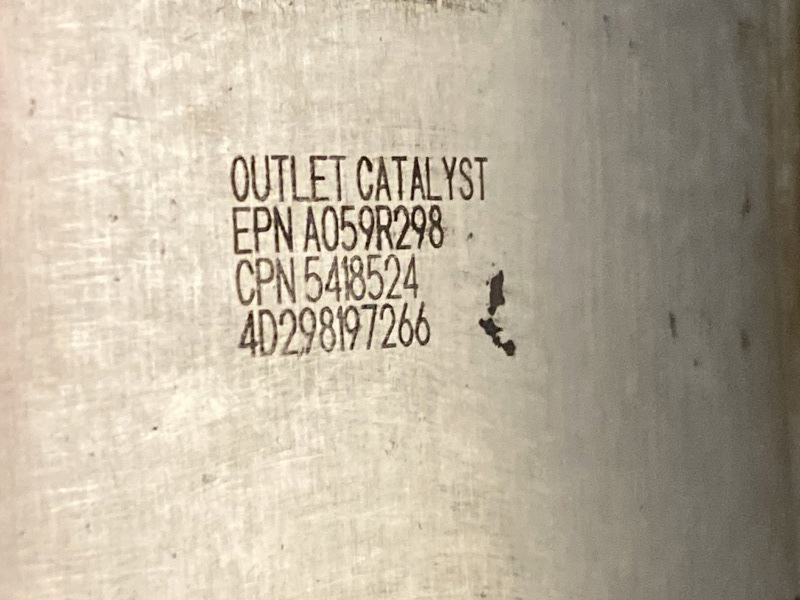 OUTLET CATALYST
EPN A059R298
CPN 5418524
4D298197266